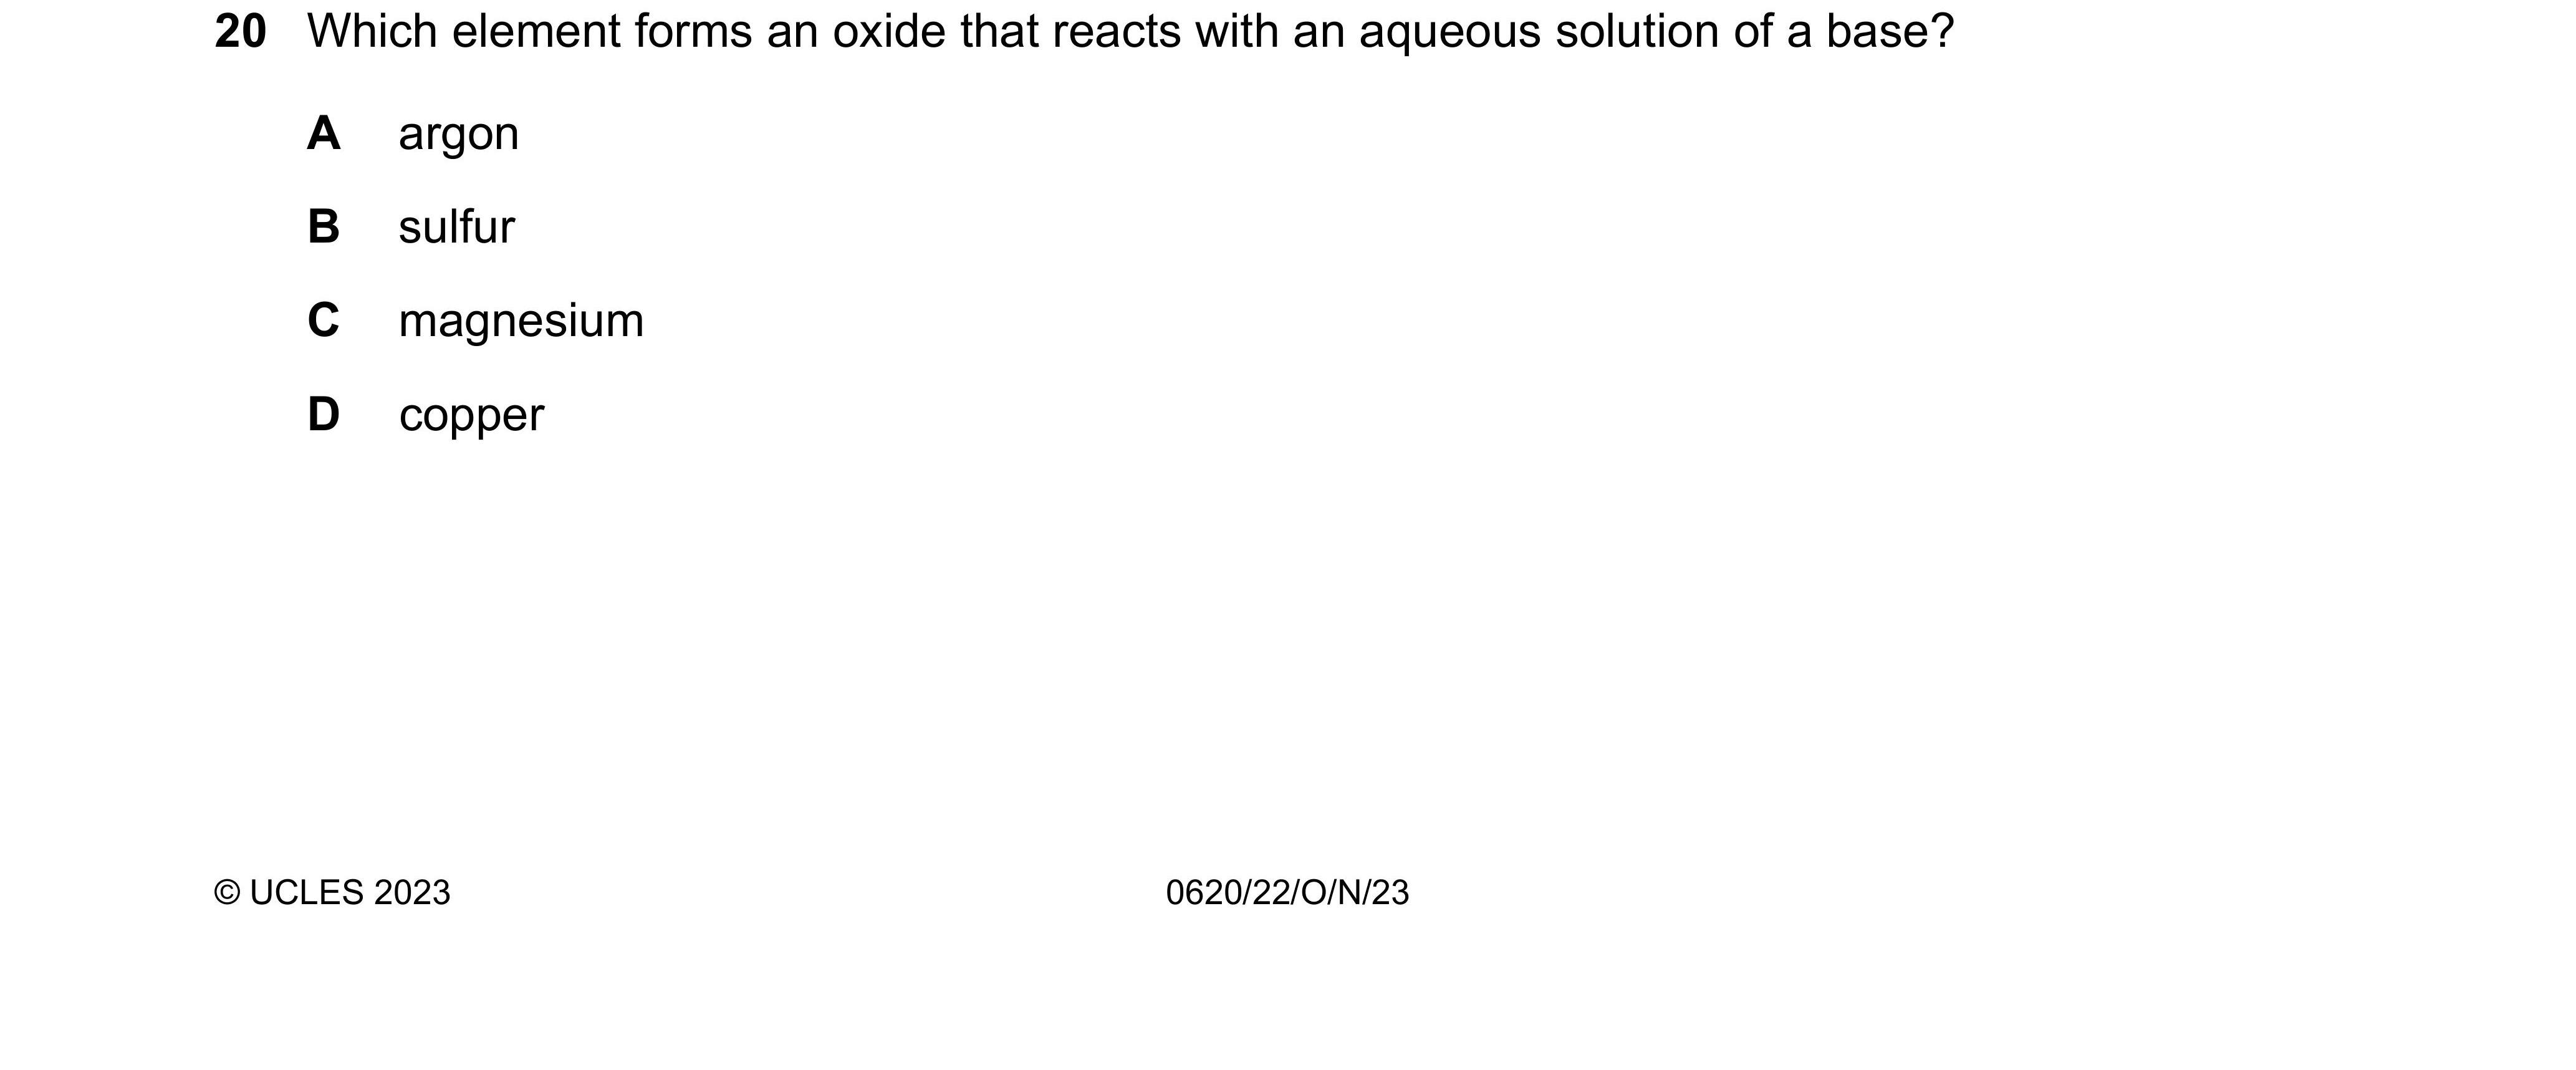 20 Which element forms an oxide that reacts with an aqueous solution of a base?
A argon
B sulfur
C magnesium
D copper
© UCLES 2023 0620/22/O/N/23